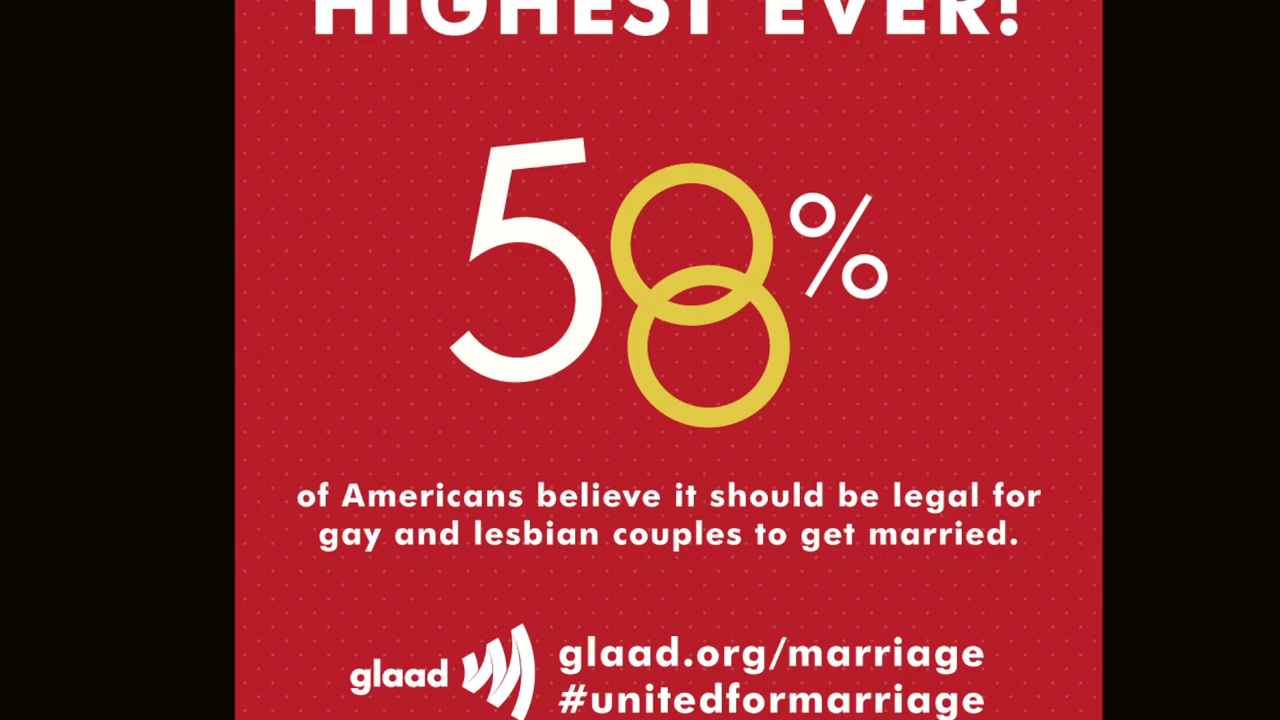 HIGHEST EVER!
58%
of Americans believe it should be legal for
gay and lesbian couples to get married.
glaad
glaad.org/marriage
#unitedformarriage